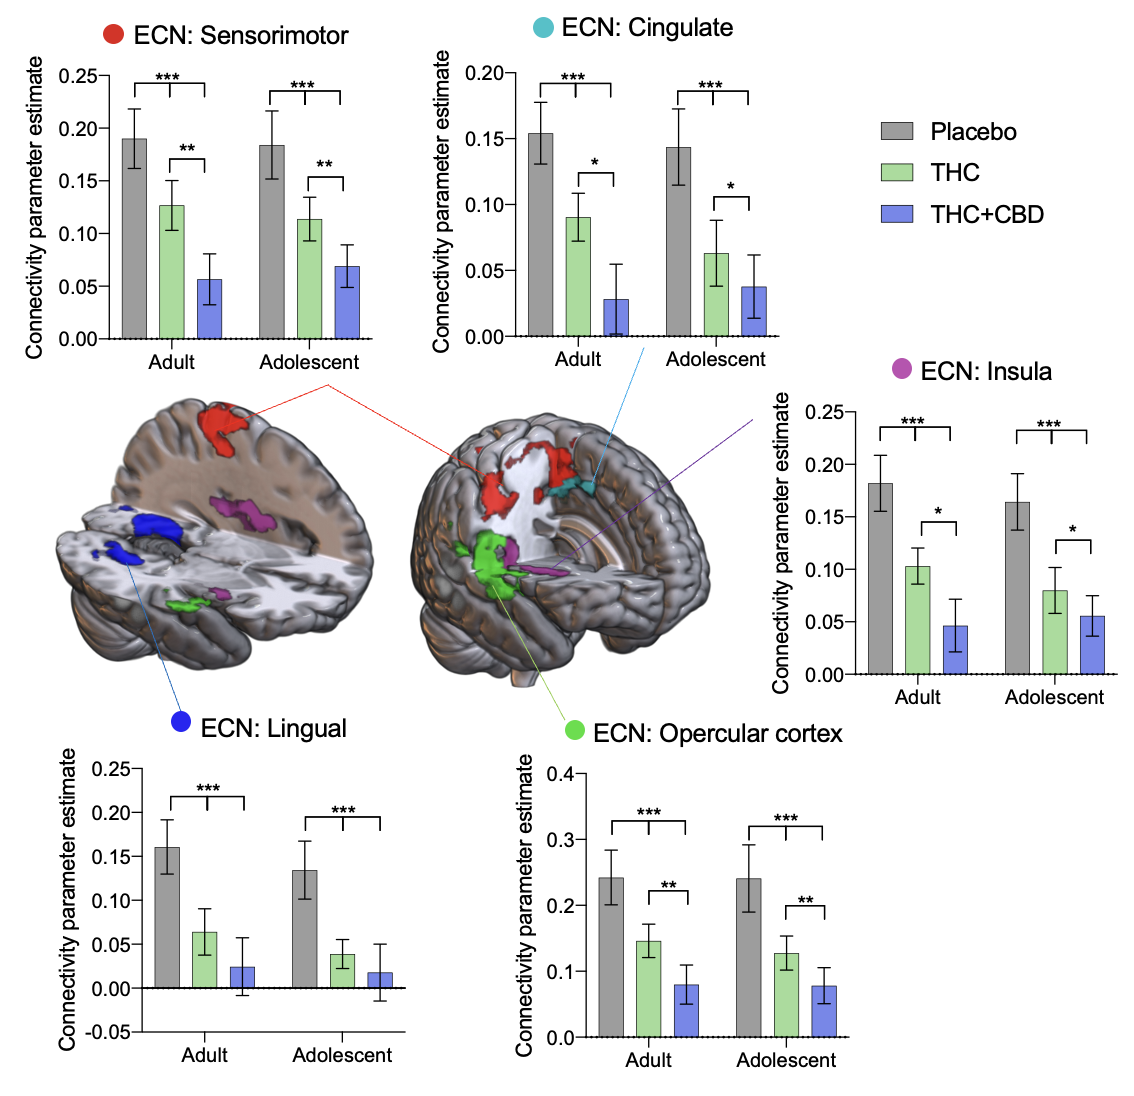 ECN: Sensorimotor
Connectivity parameter estimate
0.25
0.20
0.15
0.10
0.05
0.00
***
**
***
**
Adult
Adolescent
ECN: Cingulate
Connectivity parameter estimate
0.20
0.15
0.10
0.05
0.00
***
*
***
*
Adult
Adolescent
Placebo
THC
THC+CBD
ECN: Insula
Connectivity parameter estimate
0.25
0.20
0.15
0.10
0.05
0.00
***
*
***
*
Adult
Adolescent
ECN: Lingual
Connectivity parameter estimate
0.25
0.20
0.15
0.10
0.05
0.00
-0.05
***
***
Adult
Adolescent
ECN: Opercular cortex
Connectivity parameter estimate
0.4
0.3
0.2
0.1
0.0
***
**
***
**
Adult
Adolescent